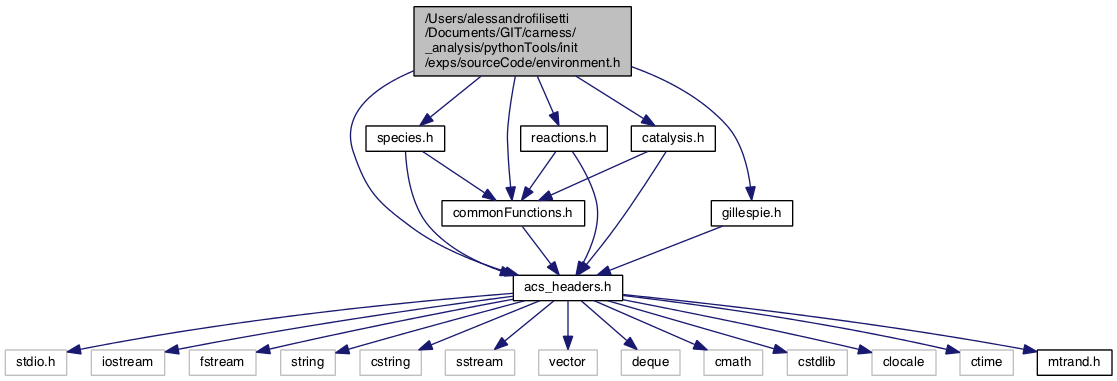 /Users/alessandrofilisetti
/Documents/GIT/carness/
_analysis/pythonTools/init
/exps/sourceCode/environment.h
species.h
reactions.h
catalysis.h
commonFunctions.h
gillespie.h
acs_headers.h
stdio.h
iostream
fstream
string
cstring
sstream
vector
deque
cmath
cstdlib
clocale
ctime
mtrand.h